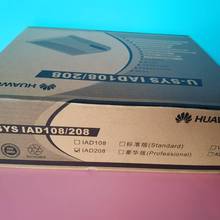 HUAWEI
U-SYS IAD108/208
SYS IAD108/208
HUAWEI
IAD108
标准版(Standard)
IAD208
豪华版(Professional)